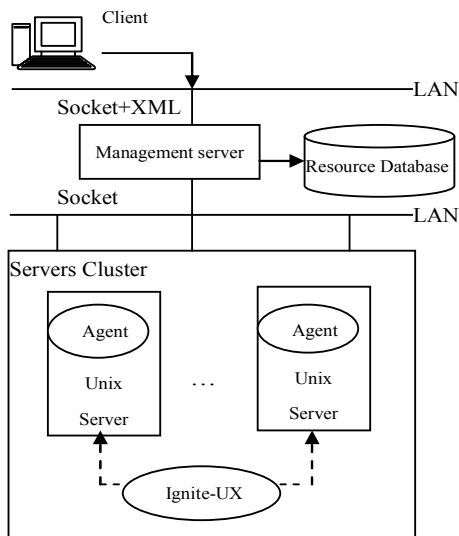 Client
LAN
Socket+XML
Management server
Resource Database
Socket
LAN
Servers Cluster
Agent
Unix
Server
...
Agent
Unix
Server
Ignite-UX